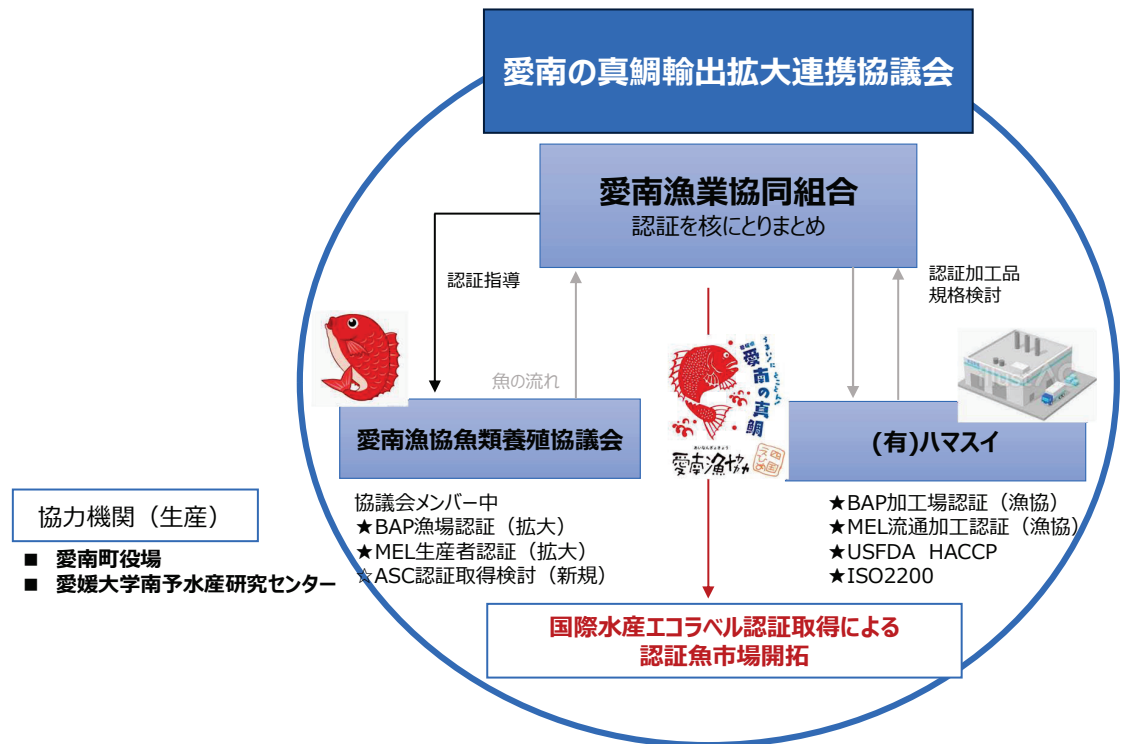 愛南の真鯛輸出拡大連携協議会
愛南漁業協同組合
認証を核にとりまとめ
認証指導
認証加工品
規格検討
魚の流れ
愛南の真鯛
愛南漁協
愛南漁協魚類養殖協議会
(有)ハマスイ
協議会メンバー中
★BAP漁場認証（拡大）
★MEL生産者認証（拡大）
☆ASC認証取得検討（新規）
★BAP加工場認証（漁協）
★MEL流通加工認証（漁協）
★USFDA HACCP
★ISO2200
協力機関（生産）
■ 愛南町役場
■ 愛媛大学南予水産研究センター
国際水産エコラベル認証取得による
認証魚市場開拓